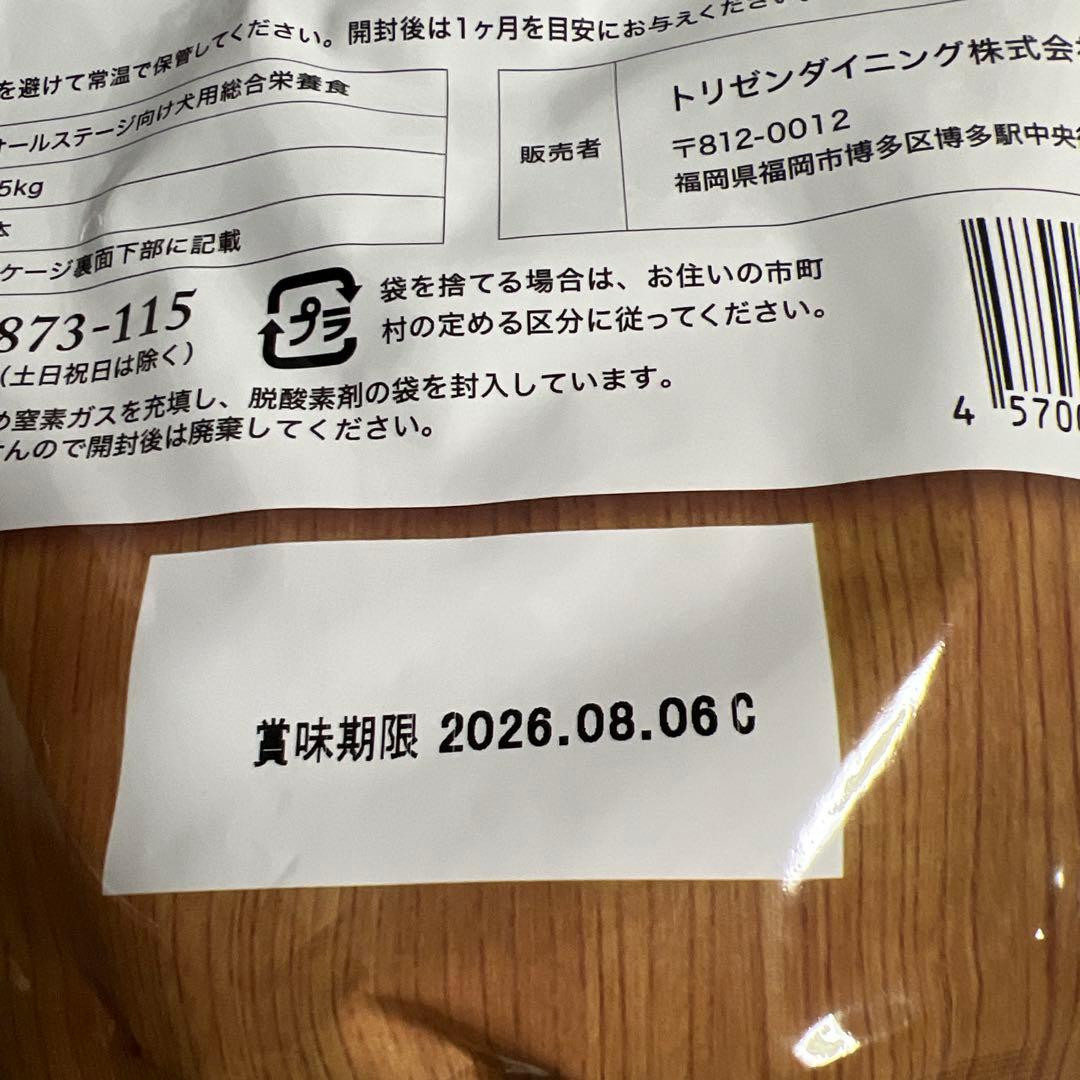 を避けて常温で保管してください。開封後は1ヶ月を目安にお与えください
オールステージ向け犬用総合栄養食
5kg
本
ケージ裏面下部に記載
販売者
トリゼンダイニング株式会
〒812-0012
福岡県福岡市博多区博多駅中央
873-115
(土日祝日は除く)
プラ
袋を捨てる場合は、お住いの市町
村の定める区分に従ってください。
め窒素ガスを充填し、脱酸素剤の袋を封入しています。
せんので開封後は廃棄してください。
4 570
賞味期限 2026.08.06 C